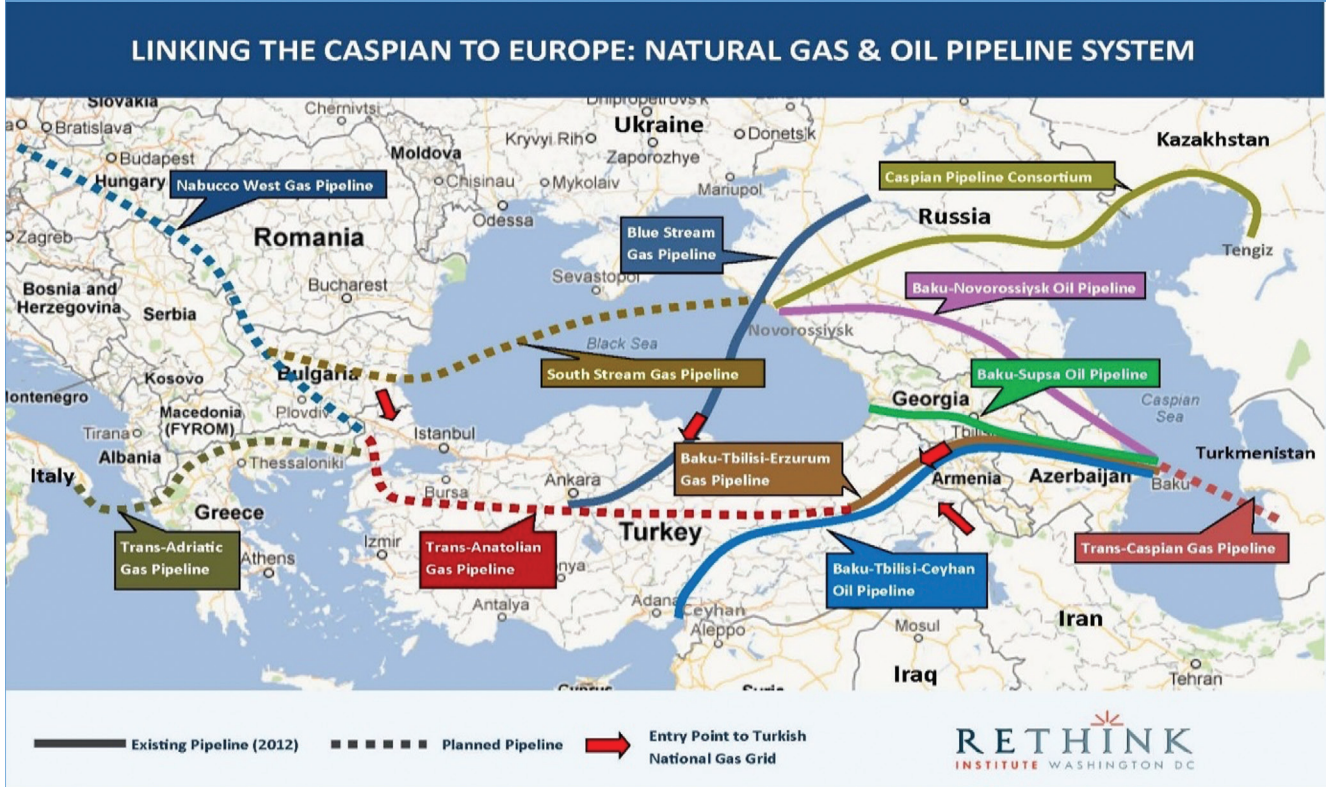 LINKING THE CASPIAN TO EUROPE: NATURAL GAS & OIL PIPELINE SYSTEM
Slovakia
Chernivtsi
Dnipropetrovs'k
Bratislava
Ukraine
Donets'k
Kazakhstan
Kryvyi Rih
Budapest
Moldova
Zaporozhye
Hungary
Nabucco West Gas Pipeline
Chisinau
Mykolaiv
Mariupol
Caspian Pipeline Consortium
Odessa
Russia
Zagreb
Romania
Blue Stream
Gas Pipeline
Tengiz
Sevastopol
Bosnia and
Herzegovina
Bucharest
Baku-Novorossiysk Oil Pipeline
Serbia
Novorossiysk
Black Sea
Kosovo
Bulgaria
South Stream Gas Pipeline
Baku-Supsa Oil Pipeline
Montenegro
Georgia
Caspian
Sea
Macedonia
(FYROM)
Plovdiv
Tirana
Istanbul
Tbilisi
Albania
Thessaloniki
Baku-Tbilisi-Erzurum
Gas Pipeline
Turkmenistan
Italy
Ankara
Armenia
Azerbaijan
Baku
Bursa
Greece
Turkey
Trans-Adriatic
Gas Pipeline
Athens
Izmir
Trans-Anatolian
Gas Pipeline
Trans-Caspian Gas Pipeline
nya
Baku-Tbilisi-Ceyhan
Oil Pipeline
Antalya
Adana
Ceyhan
Aleppo
Mosul
Iran
Iraq
Tehran
Cyprus
Syria
Existing Pipeline (2012)
Planned Pipeline
Entry Point to Turkish
National Gas Grid
RETHINK
INSTITUTE WASHINGTON DC